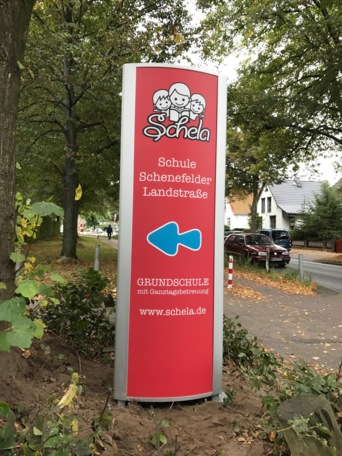 Schela
Schule
Schenefelder
Landstraße
GRUNDSCHULE
mit Ganztagsbetreuung
www.schela.de